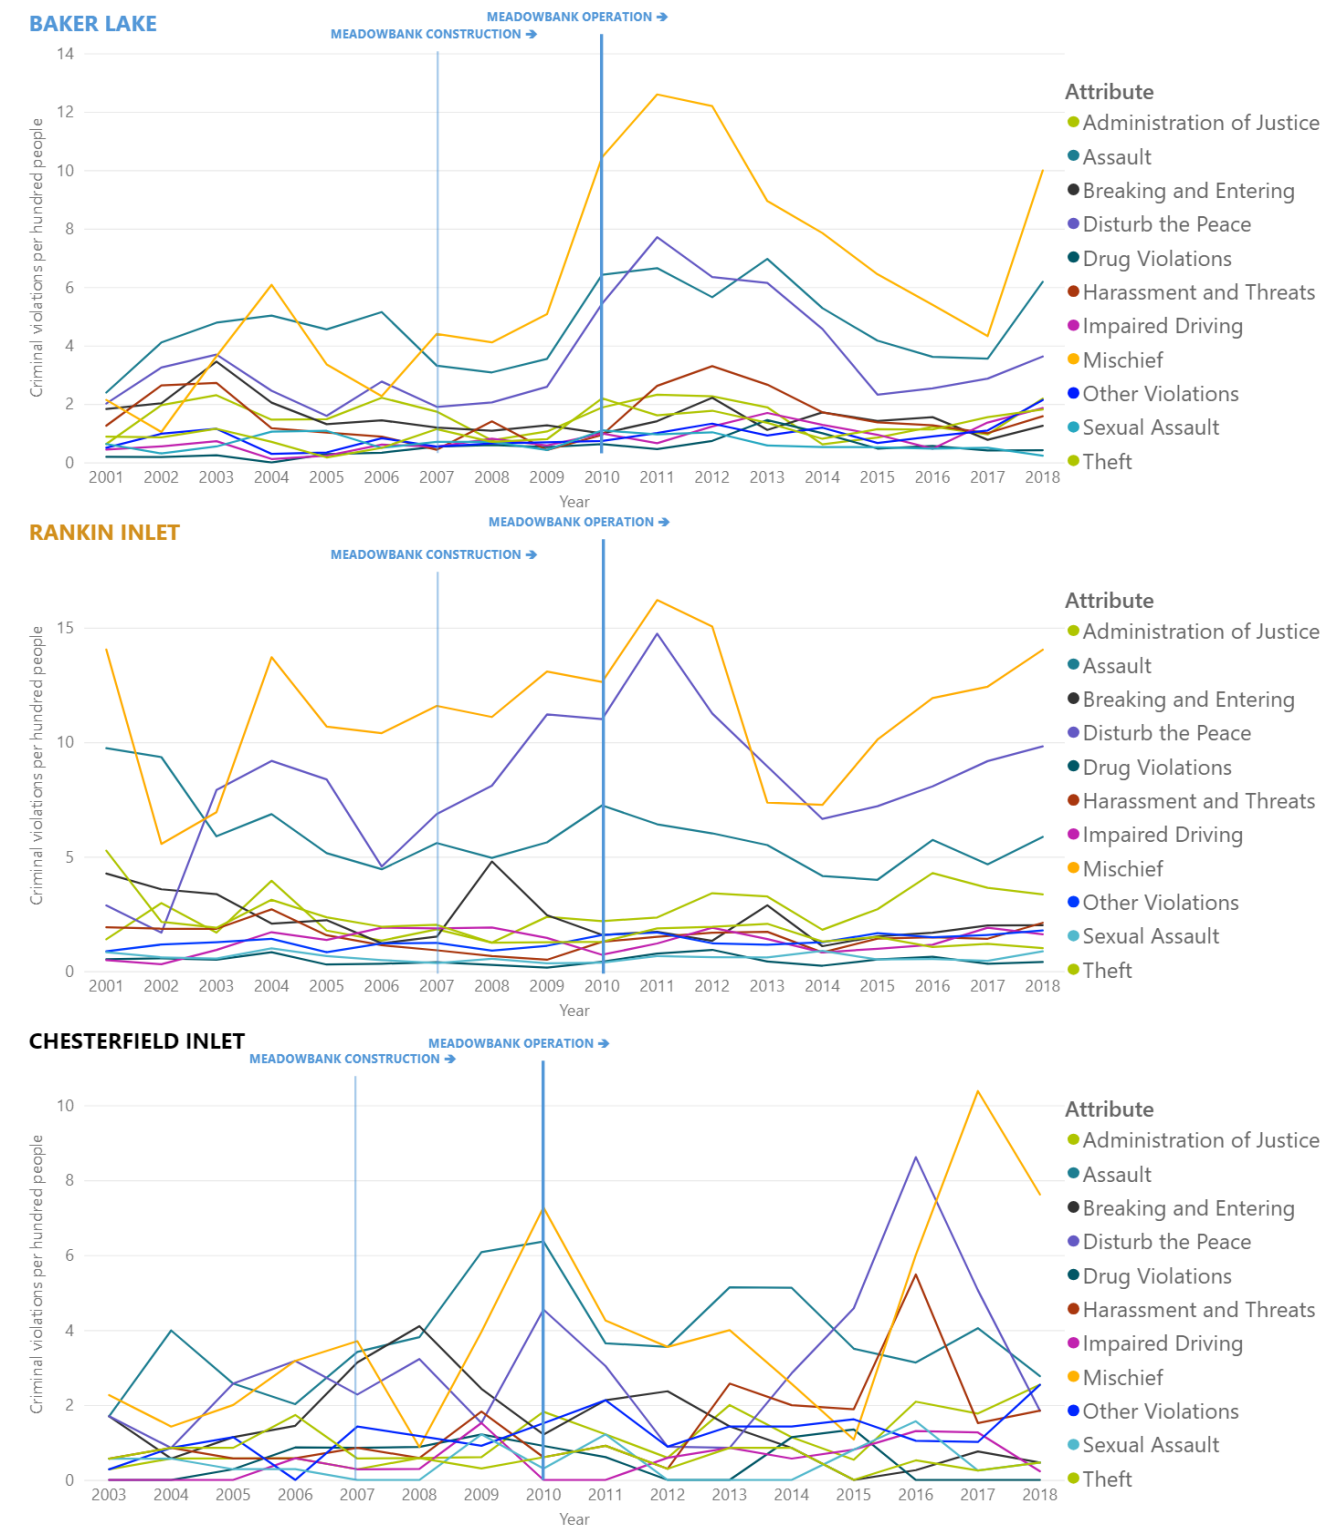 BAKER LAKE
MEADOWBANK OPERATION →
MEADOWBANK CONSTRUCTION →
14
12
10
8
6
4
2
0
Criminal violations per hundred people
2001 2002 2003 2004 2005 2006 2007 2008 2009 2010 2011 2012 2013 2014 2015 2016 2017 2018
Year
Attribute
Administration of Justice
Assault
Breaking and Entering
Disturb the Peace
Drug Violations
Harassment and Threats
Impaired Driving
Mischief
Other Violations
Sexual Assault
Theft
RANKIN INLET
MEADOWBANK OPERATION →
MEADOWBANK CONSTRUCTION →
15
10
5
0
Criminal violations per hundred people
2001 2002 2003 2004 2005 2006 2007 2008 2009 2010 2011 2012 2013 2014 2015 2016 2017 2018
Year
Attribute
Administration of Justice
Assault
Breaking and Entering
Disturb the Peace
Drug Violations
Harassment and Threats
Impaired Driving
Mischief
Other Violations
Sexual Assault
Theft
CHESTERFIELD INLET
MEADOWBANK OPERATION →
MEADOWBANK CONSTRUCTION →
10
8
6
4
2
0
Criminal violations per hundred people
2003 2004 2005 2006 2007 2008 2009 2010 2011 2012 2013 2014 2015 2016 2017 2018
Year
Attribute
Administration of Justice
Assault
Breaking and Entering
Disturb the Peace
Drug Violations
Harassment and Threats
Impaired Driving
Mischief
Other Violations
Sexual Assault
Theft